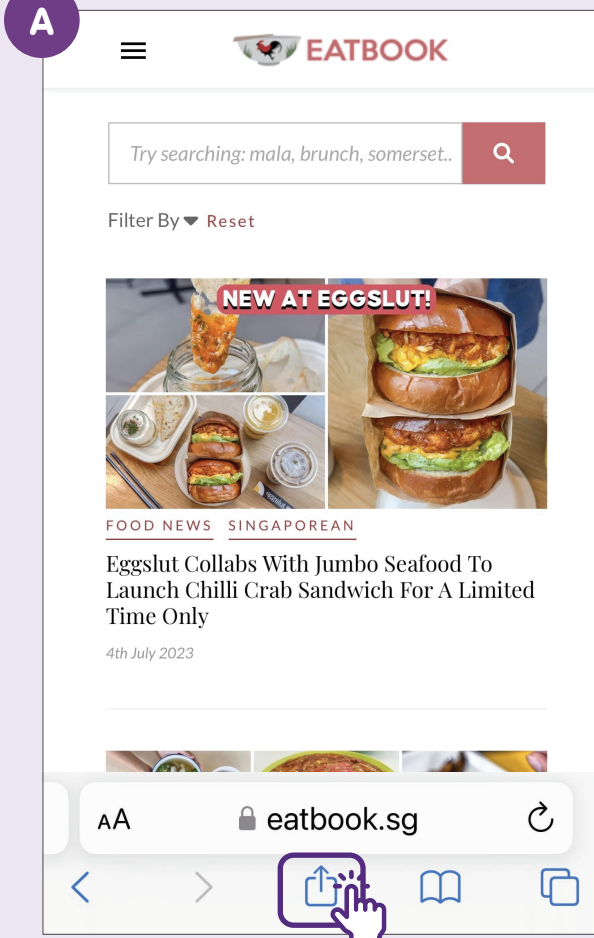 A
EATBOOK
Try searching: mala, brunch, somerset..
Filter By Reset
NEW AT EGGSLUT!
FOOD NEWS SINGAPOREAN
Eggslut Collabs With Jumbo Seafood To
Launch Chilli Crab Sandwich For A Limited
Time Only
4th July 2023
AA eatbook.sg